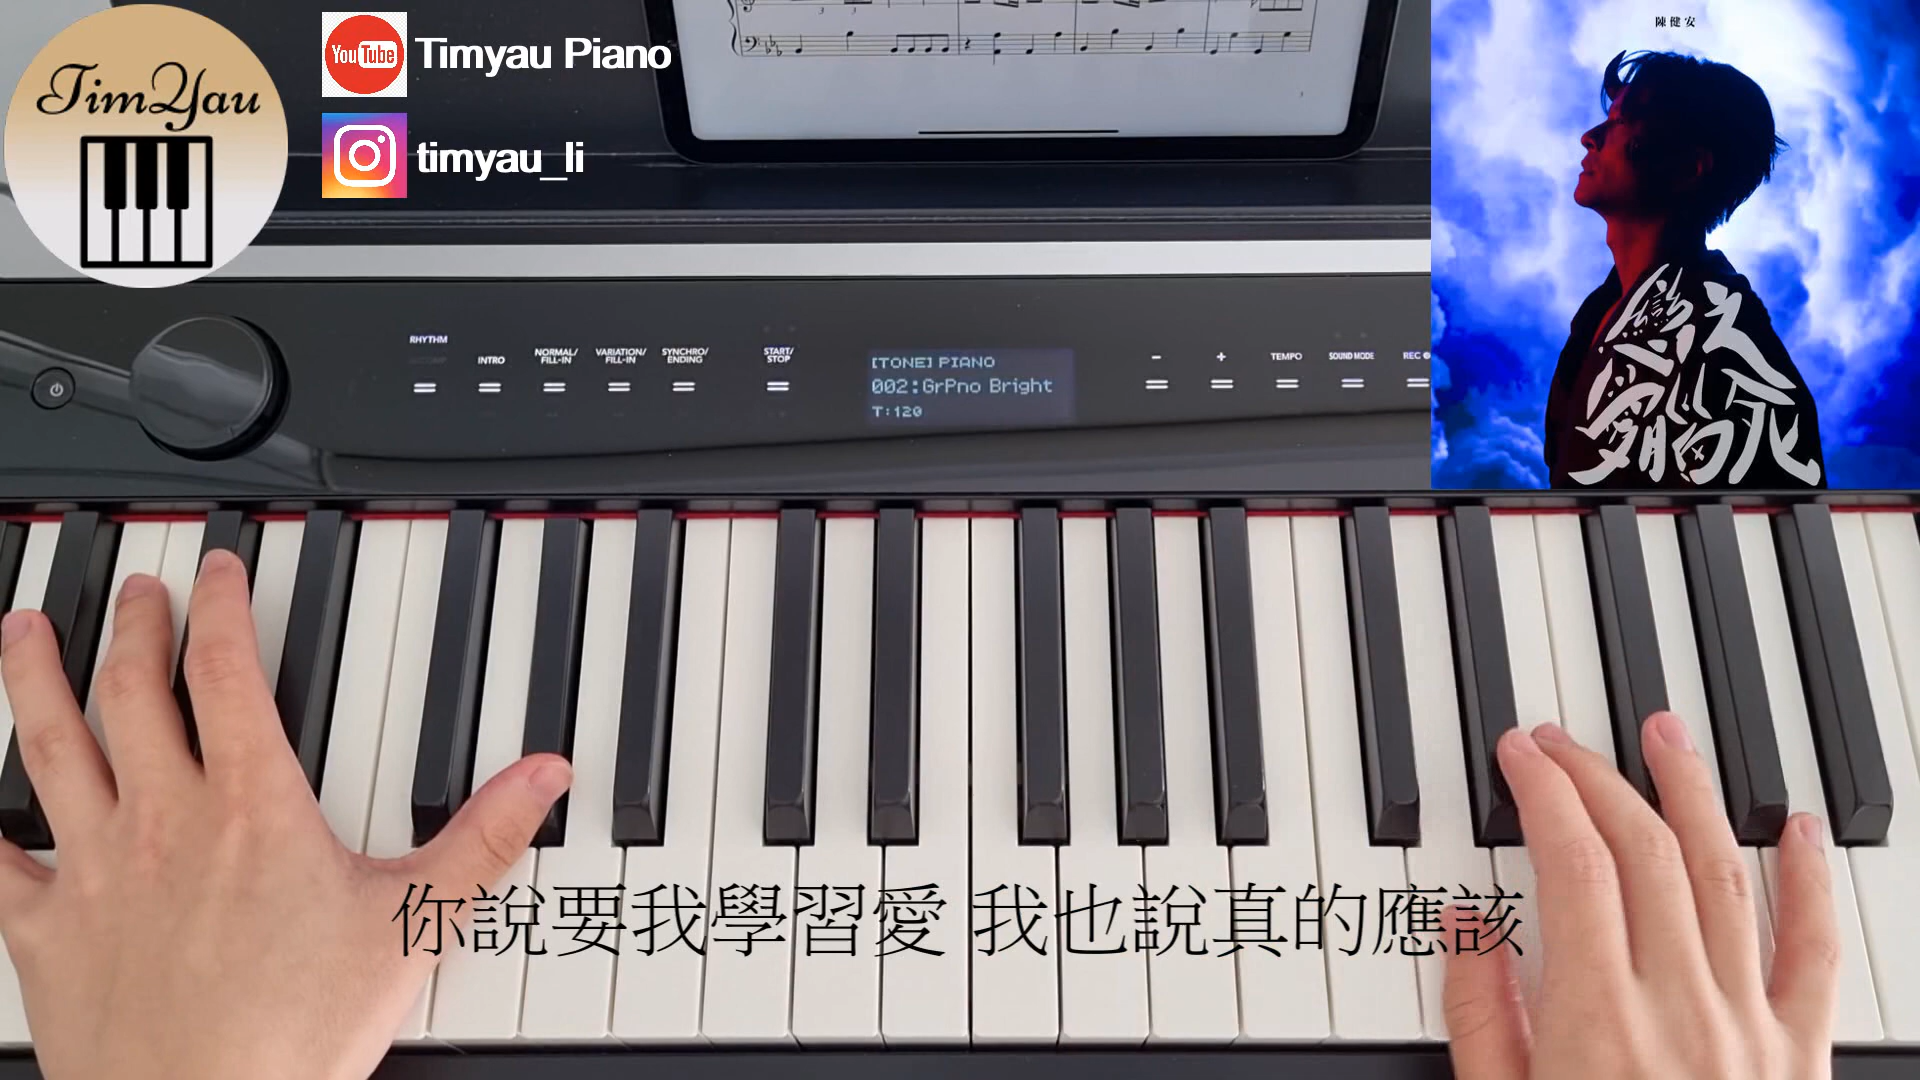 TimYau
YouTube
Timyau Piano
timyau_li
陳健安
RHYTHM
INTRO
NORMAL/
FILL-IN
VARIATION/
FILL-IN
SYNCHRO/
ENDING
START/
STOP
[TONE] PIANO
002:GrPno Bright
T:120
-
+
TEMPO
SOUND MODE
REC
你說要我學習愛 我也說真的應該